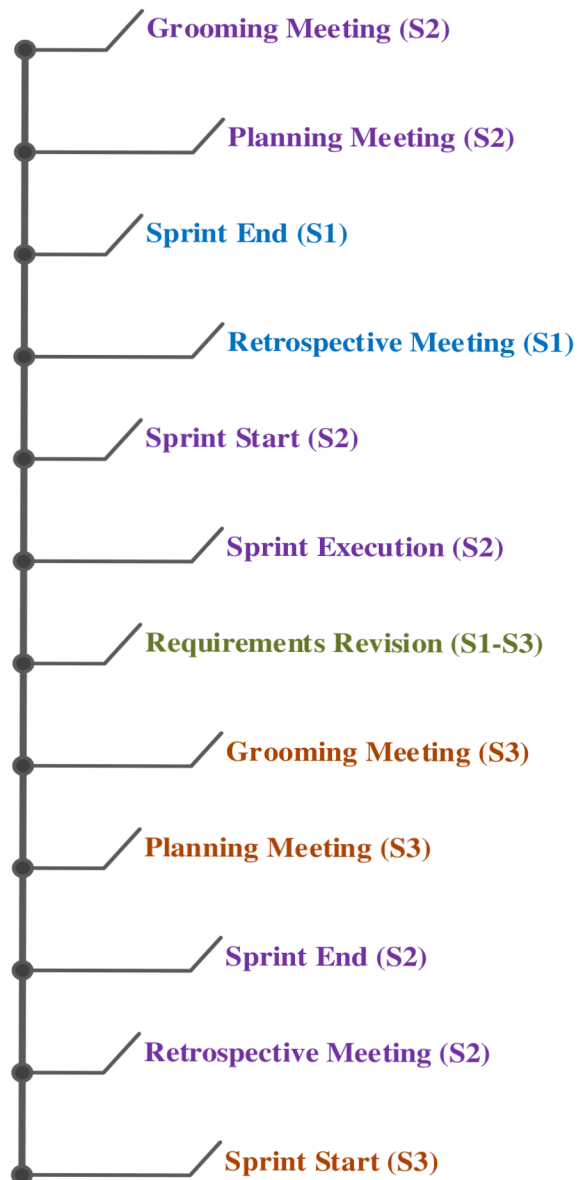 Grooming Meeting (S2)
Planning Meeting (S2)
Sprint End (S1)
Retrospective Meeting (S1)
Sprint Start (S2)
Sprint Execution (S2)
Requirements Revision (S1-S3)
Grooming Meeting (S3)
Planning Meeting (S3)
Sprint End (S2)
Retrospective Meeting (S2)
Sprint Start (S3)